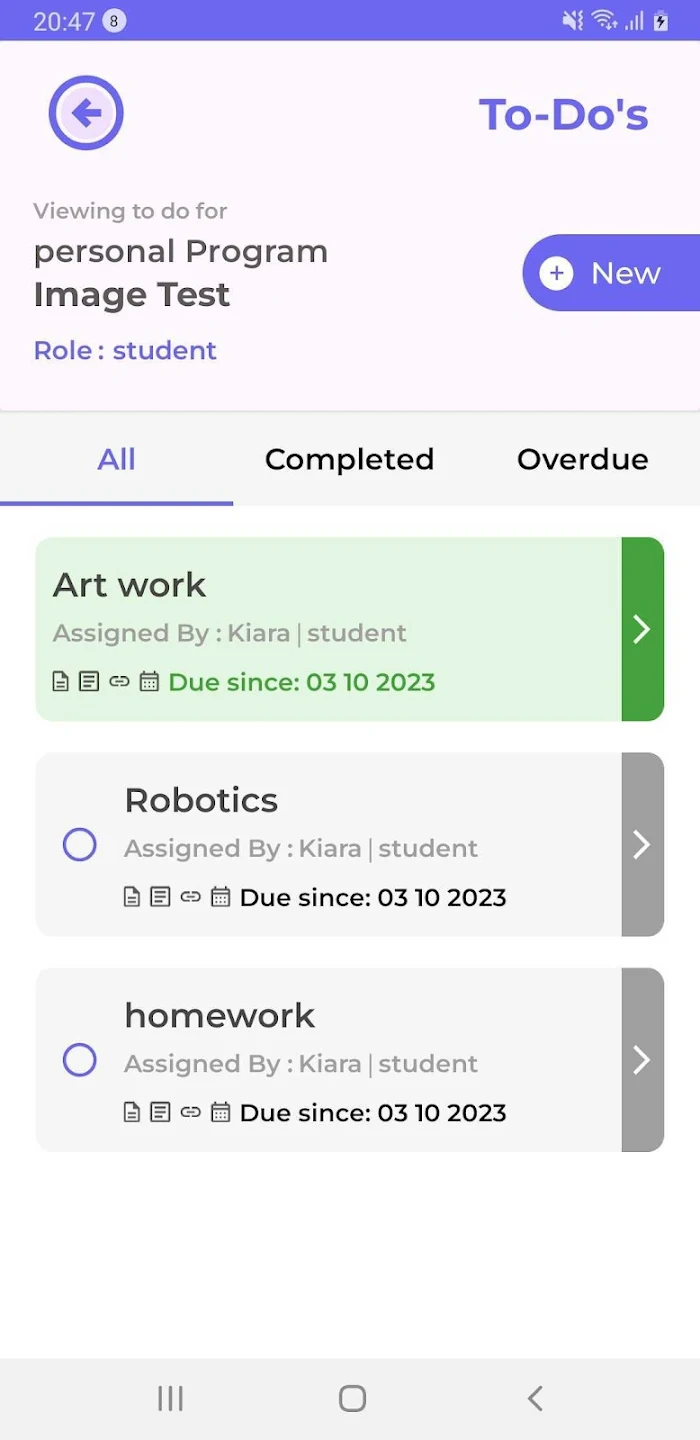 20:47 8
To-Do's
Viewing to do for
personal Program
Image Test
New
Role : student
All Completed Overdue
Art work
Assigned By : Kiara | student
Due since: 03 10 2023
Robotics
Assigned By : Kiara | student
Due since: 03 10 2023
homework
Assigned By : Kiara | student
Due since: 03 10 2023